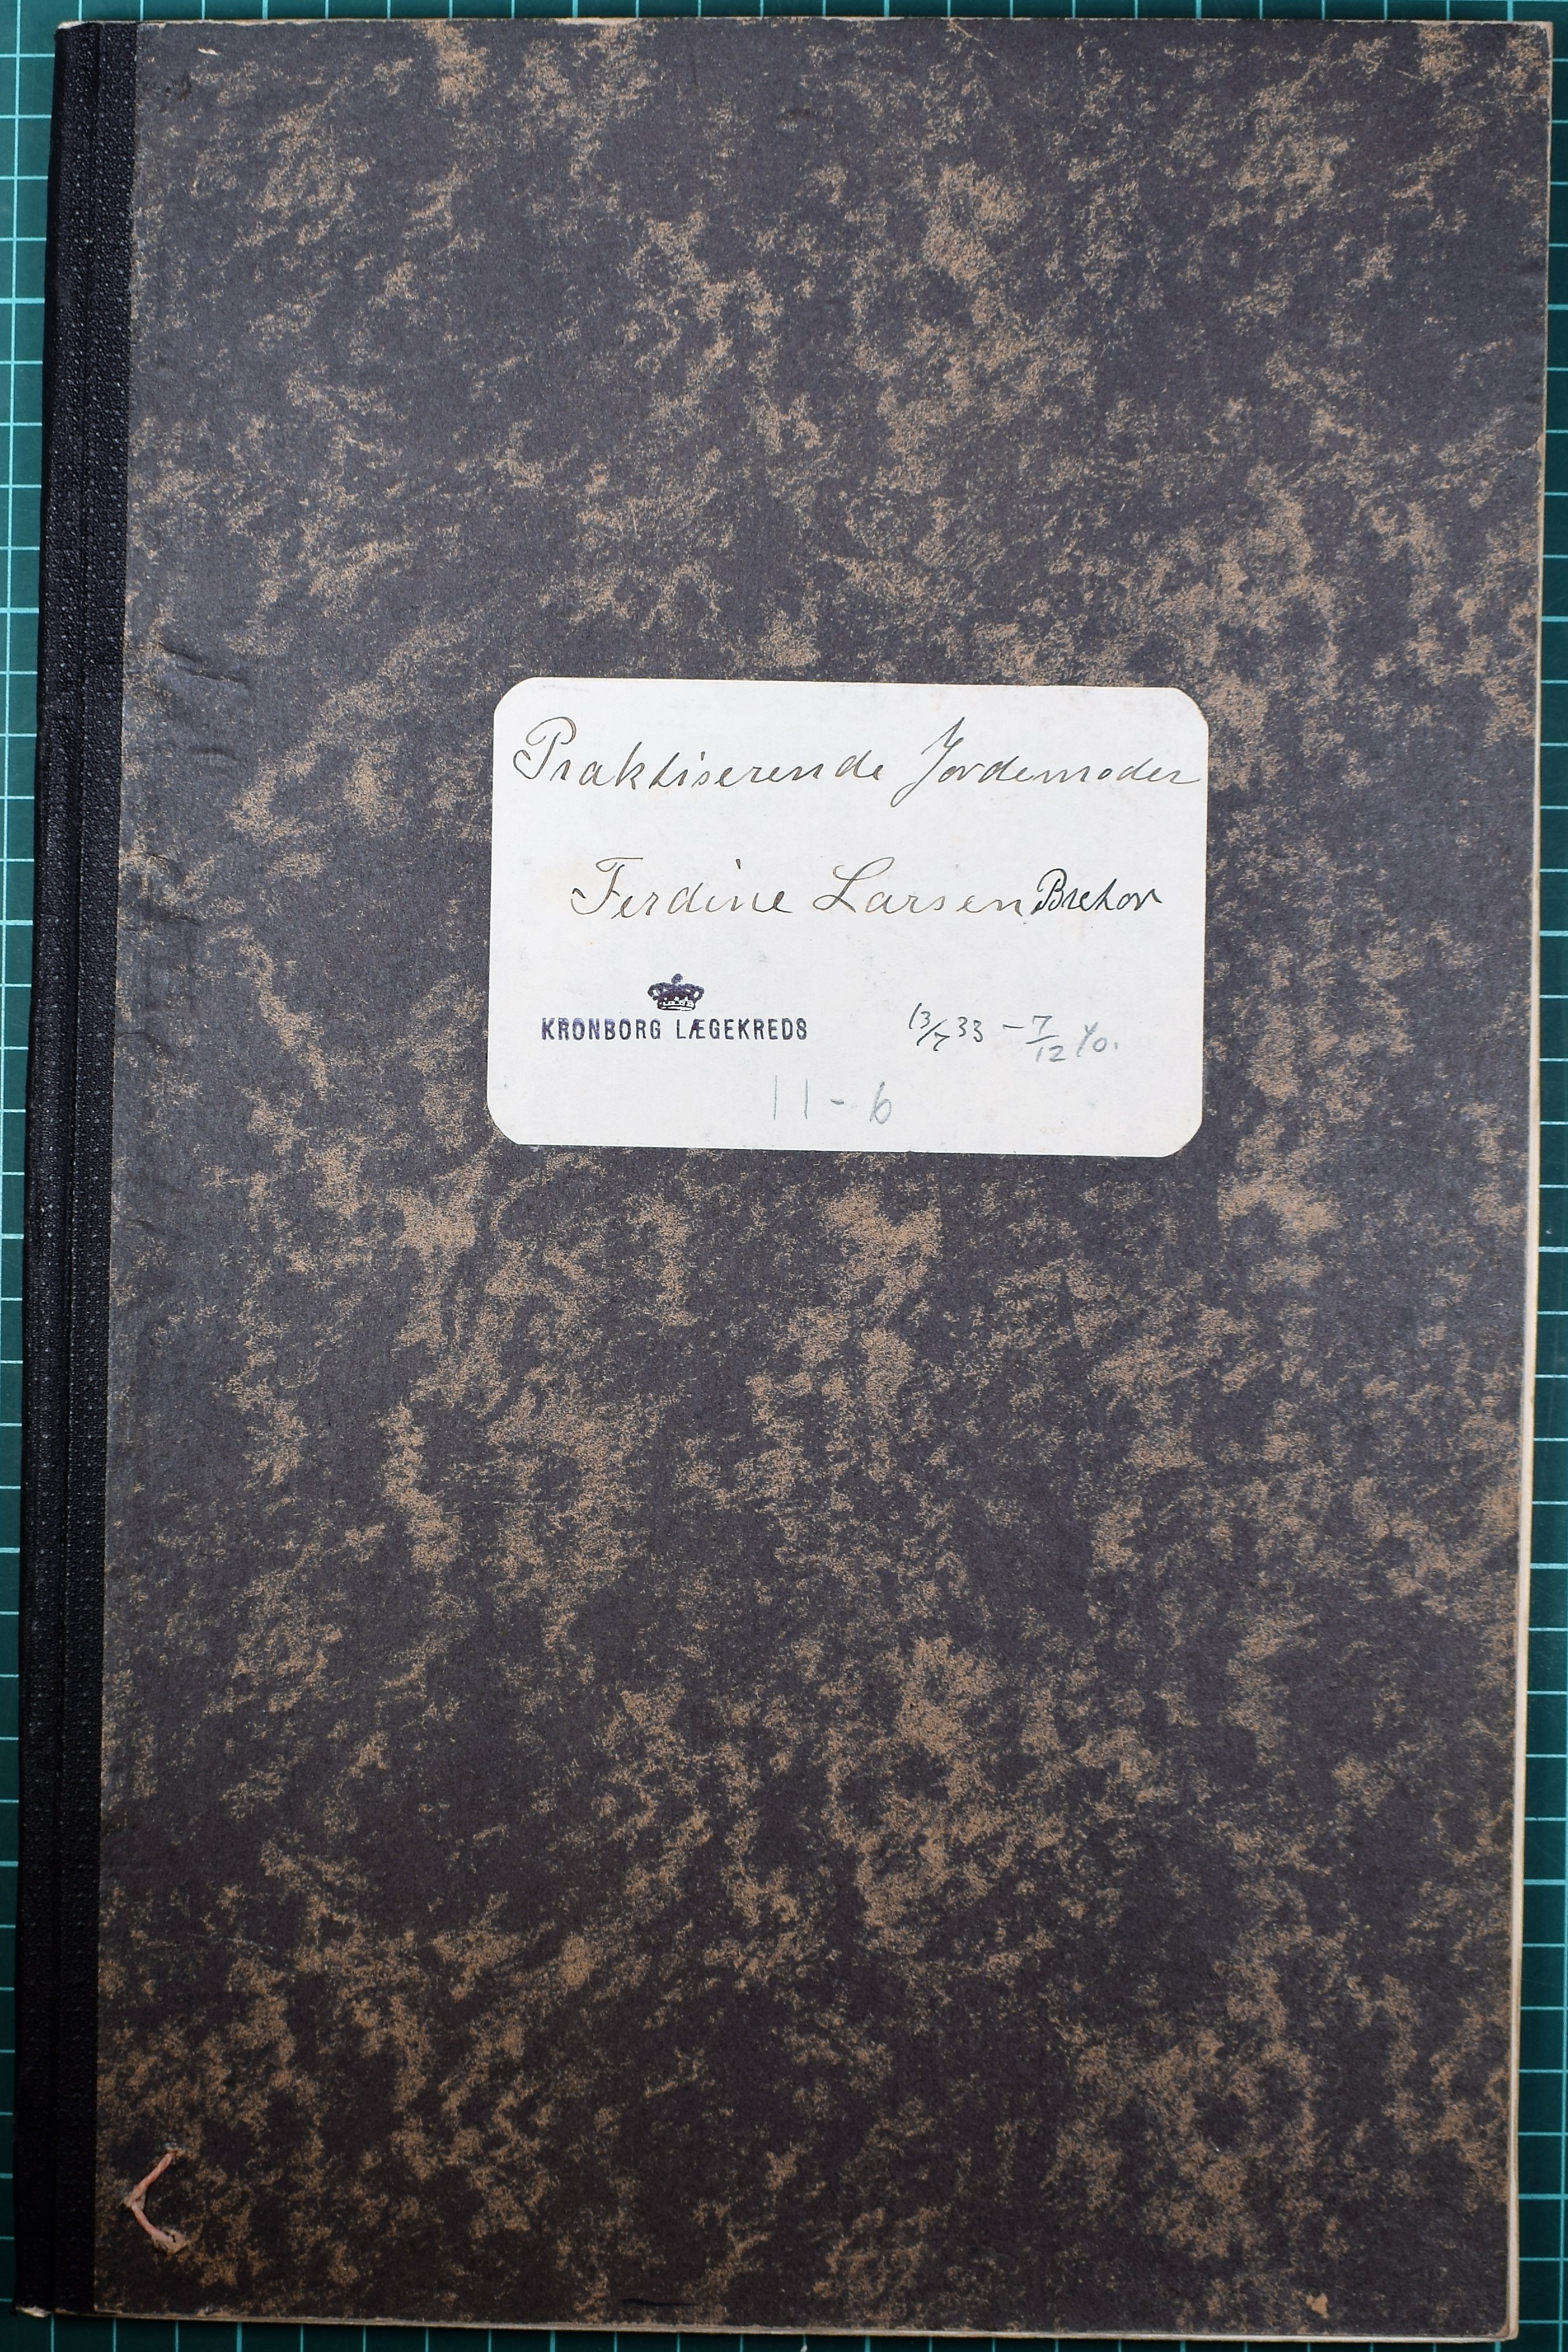 Praktiserende Jordemoder
Ferdine Larsen Brehov
KRONBORG LÆGEKREDS
13/7 33 – 7/12 40.
11-6